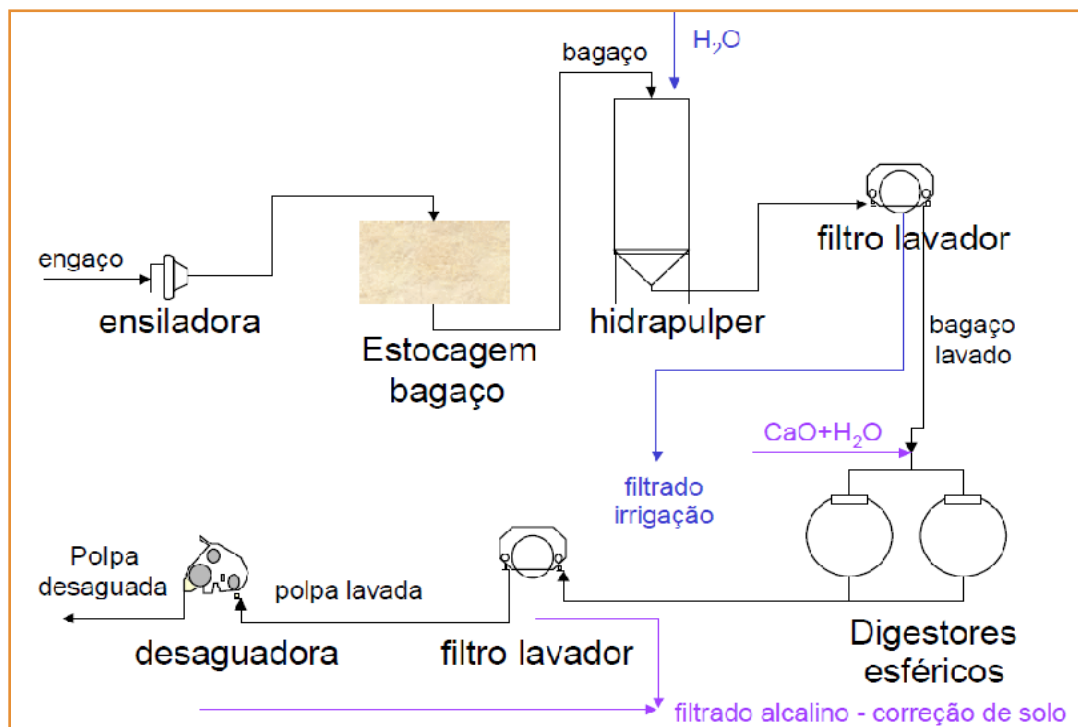 H₂O
bagaço
filtro lavador
engaço
ensiladora
Estocagem
bagaço
hidrapulper
bagaço
lavado
CaO+H₂O
filtrado
irrigação
Polpa
desaguada
polpa lavada
desaguadora
filtro lavador
Digestores
esféricos
filtrado alcalino - correção de solo